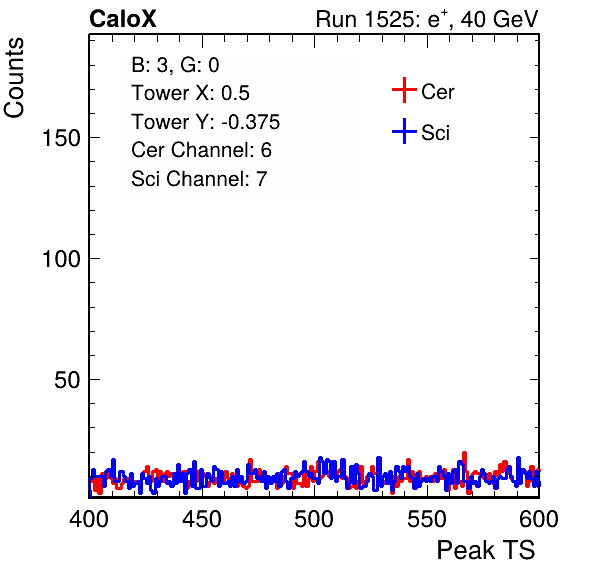 CaloX Run 1525: e⁺, 40 GeV
Counts
B: 3, G: 0
Tower X: 0.5
Tower Y: -0.375
Cer Channel: 6
Sci Channel: 7
Cer
Sci
150
100
50
400 450 500 550 600
Peak TS